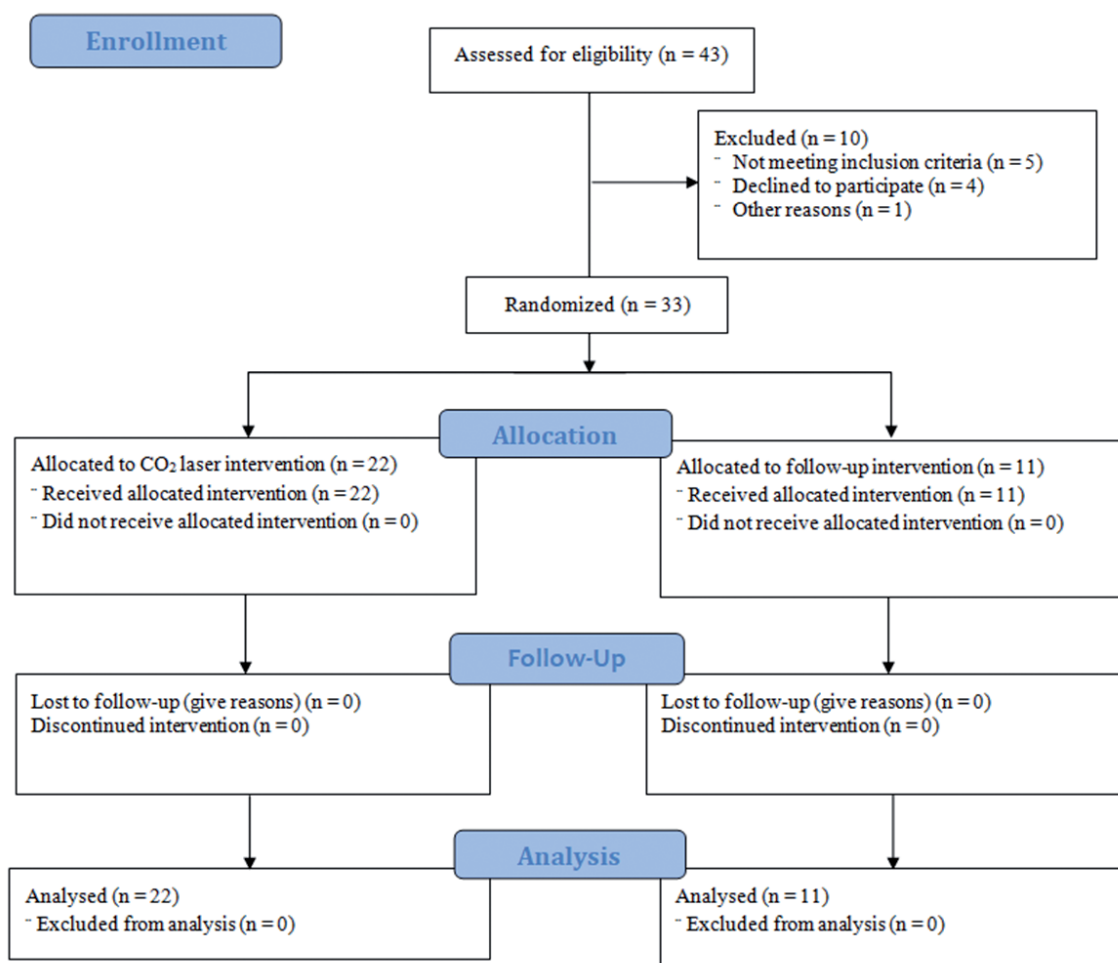 Enrollment
Assessed for eligibility (n = 43)
Excluded (n = 10)
⁻ Not meeting inclusion criteria (n = 5)
⁻ Declined to participate (n = 4)
⁻ Other reasons (n = 1)
Randomized (n = 33)
Allocation
Allocated to CO₂ laser intervention (n = 22)
⁻ Received allocated intervention (n = 22)
⁻ Did not receive allocated intervention (n = 0)
Allocated to follow-up intervention (n = 11)
⁻ Received allocated intervention (n = 11)
⁻ Did not receive allocated intervention (n = 0)
Follow-Up
Lost to follow-up (give reasons) (n = 0)
Discontinued intervention (n = 0)
Lost to follow-up (give reasons) (n = 0)
Discontinued intervention (n = 0)
Analysis
Analysed (n = 22)
⁻ Excluded from analysis (n = 0)
Analysed (n = 11)
⁻ Excluded from analysis (n = 0)